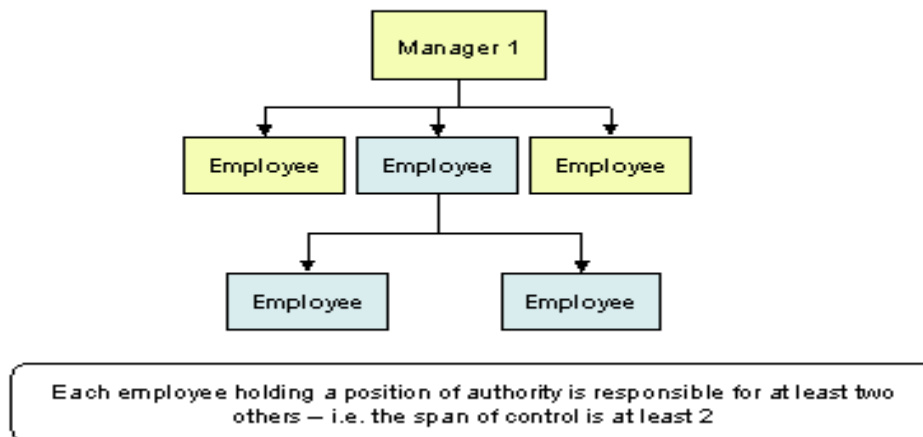 Manager 1
Employee
Employee
Employee
Employee
Employee
Each employee holding a position of authority is responsible for at least two
others – i.e. the span of control is at least 2